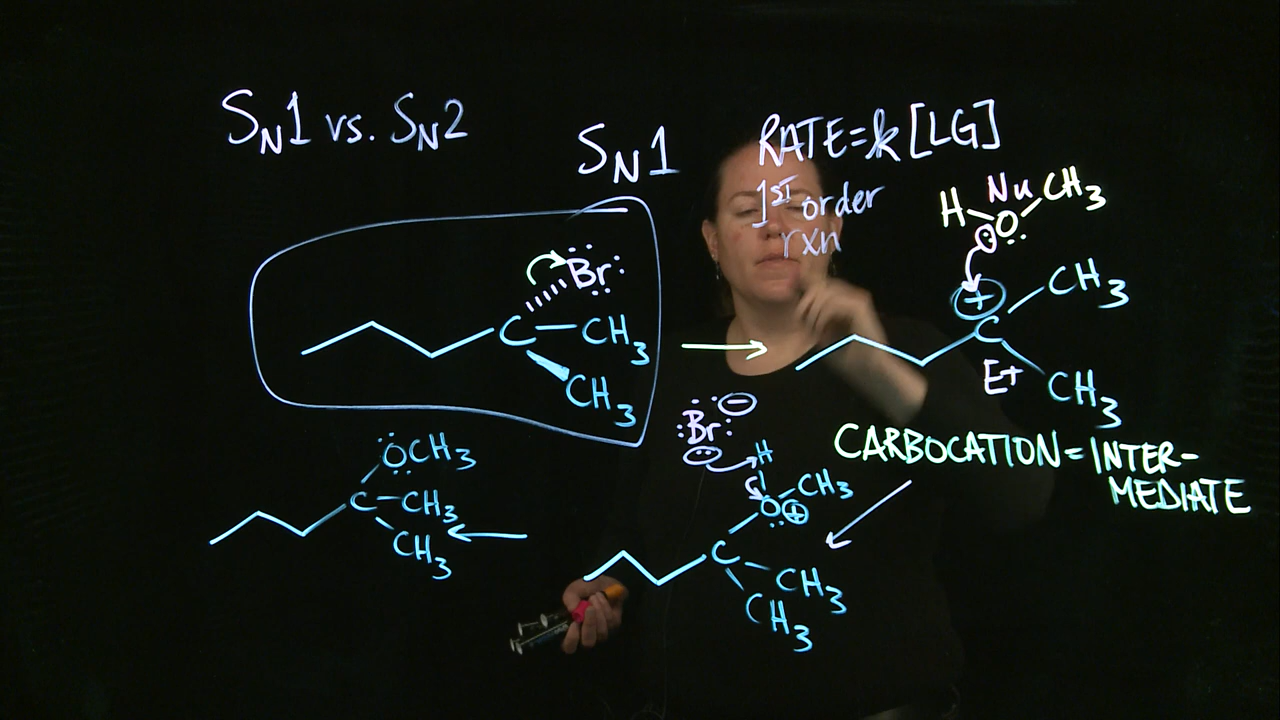 SN1 vs. SN2
SN1
RATE=k[LG]
1ST order
rxn
Nu
H O CH3
Br
C CH3
CH3
+
C CH3
E+
CH3
Br −
CARBOCATION = INTER-
MEDIATE
H
O + CH3
C CH3
CH3
OCH3
C CH3
CH3